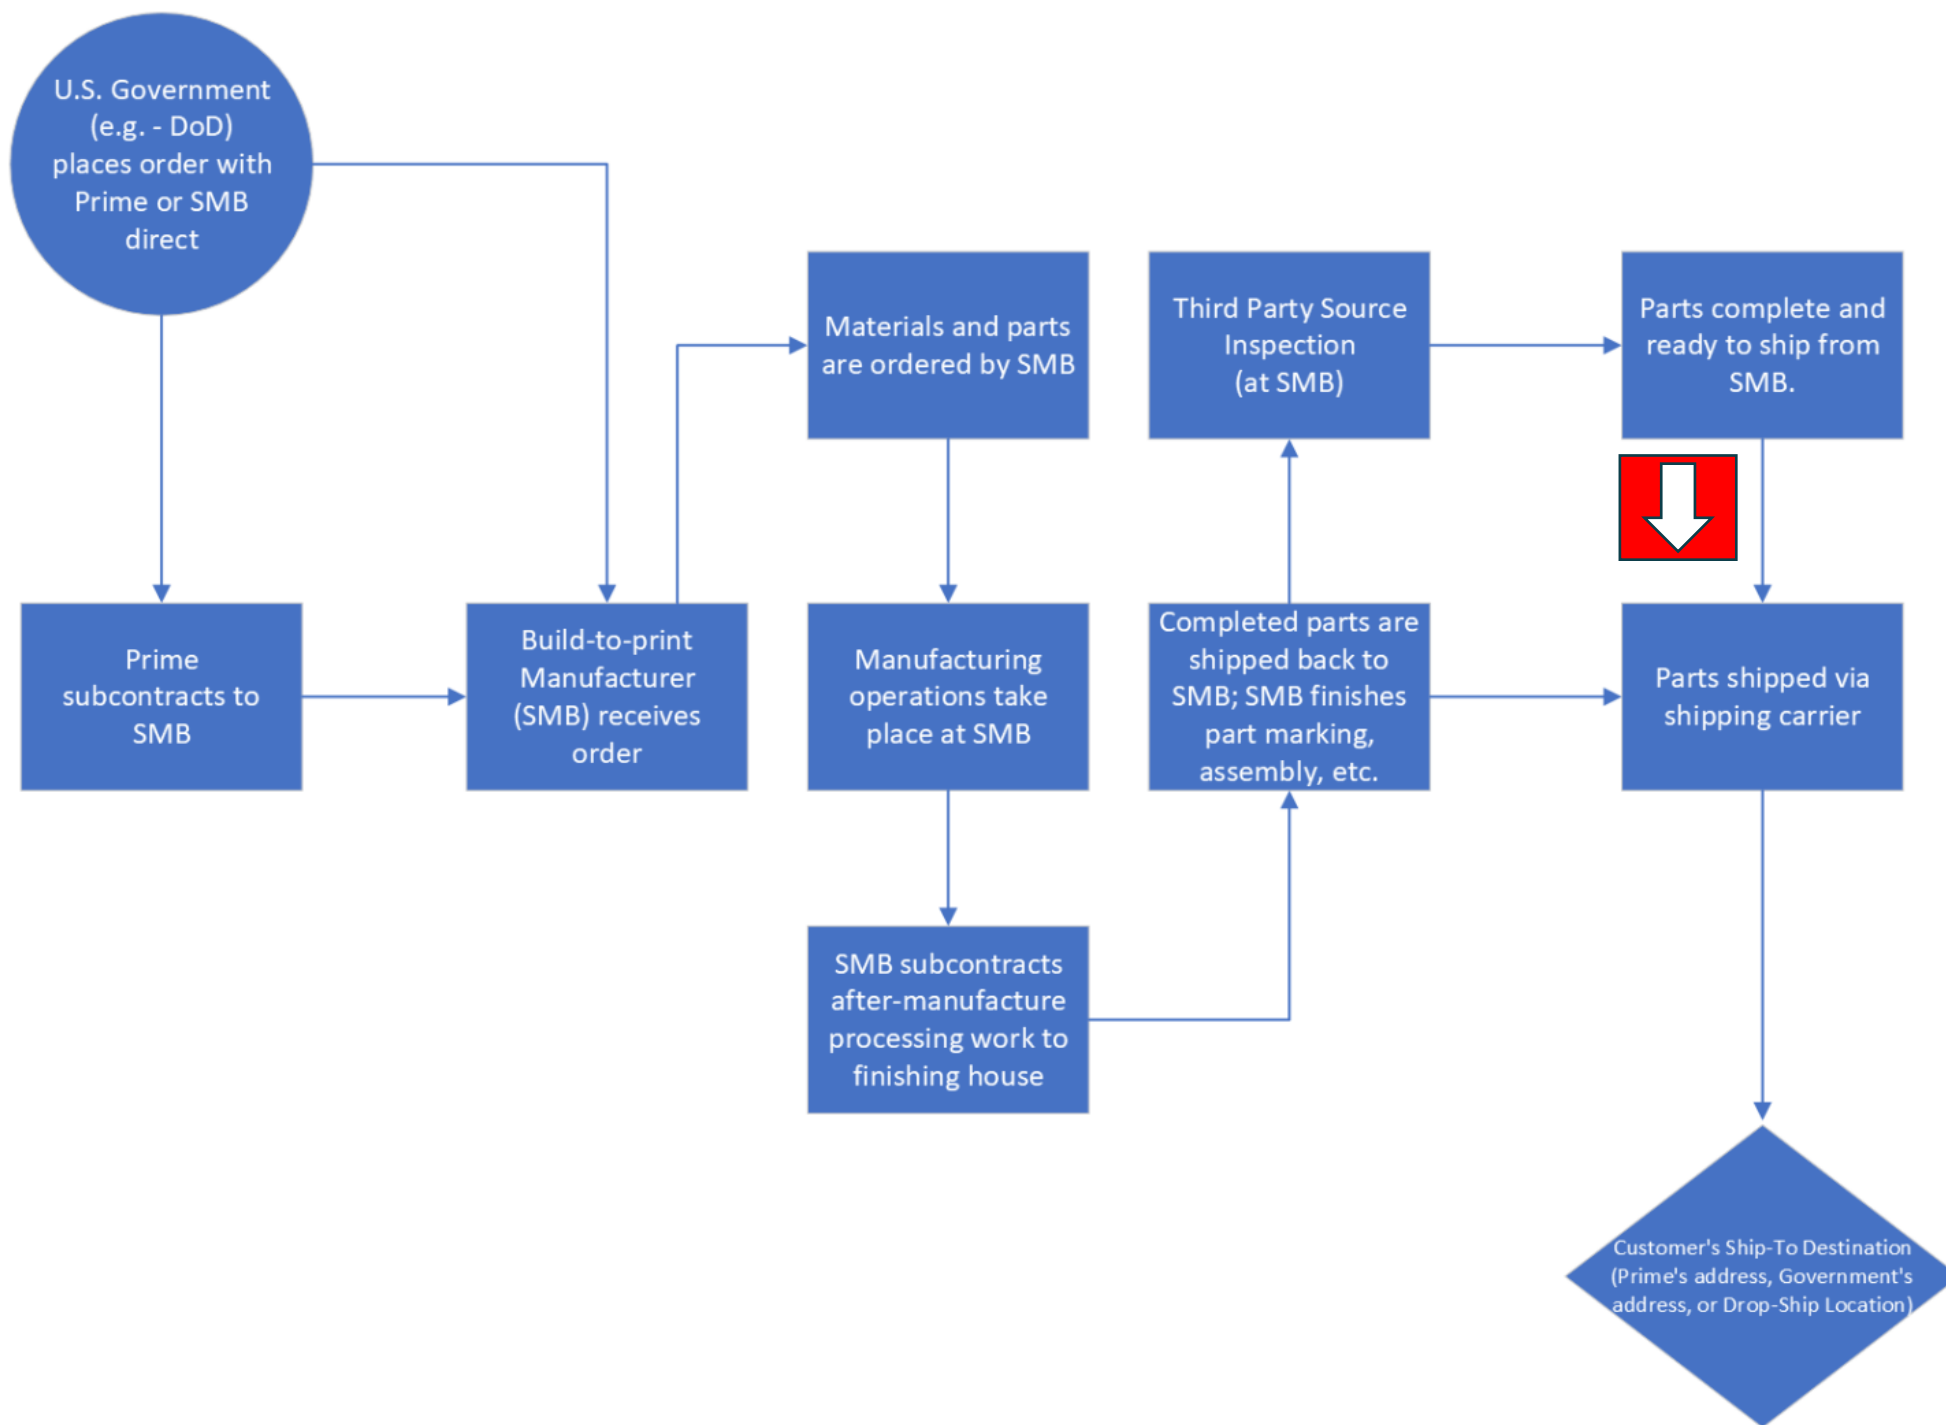 U.S. Government
(e.g. - DoD)
places order with
Prime or SMB
direct
Prime
subcontracts to
SMB
Build-to-print
Manufacturer
(SMB) receives
order
Materials and parts
are ordered by SMB
Manufacturing
operations take
place at SMB
SMB subcontracts
after-manufacture
processing work to
finishing house
Completed parts are
shipped back to
SMB; SMB finishes
part marking,
assembly, etc.
Third Party Source
Inspection
(at SMB)
Parts complete and
ready to ship from
SMB.
Parts shipped via
shipping carrier
Customer's Ship-To Destination
(Prime's address, Government's
address, or Drop-Ship Location)